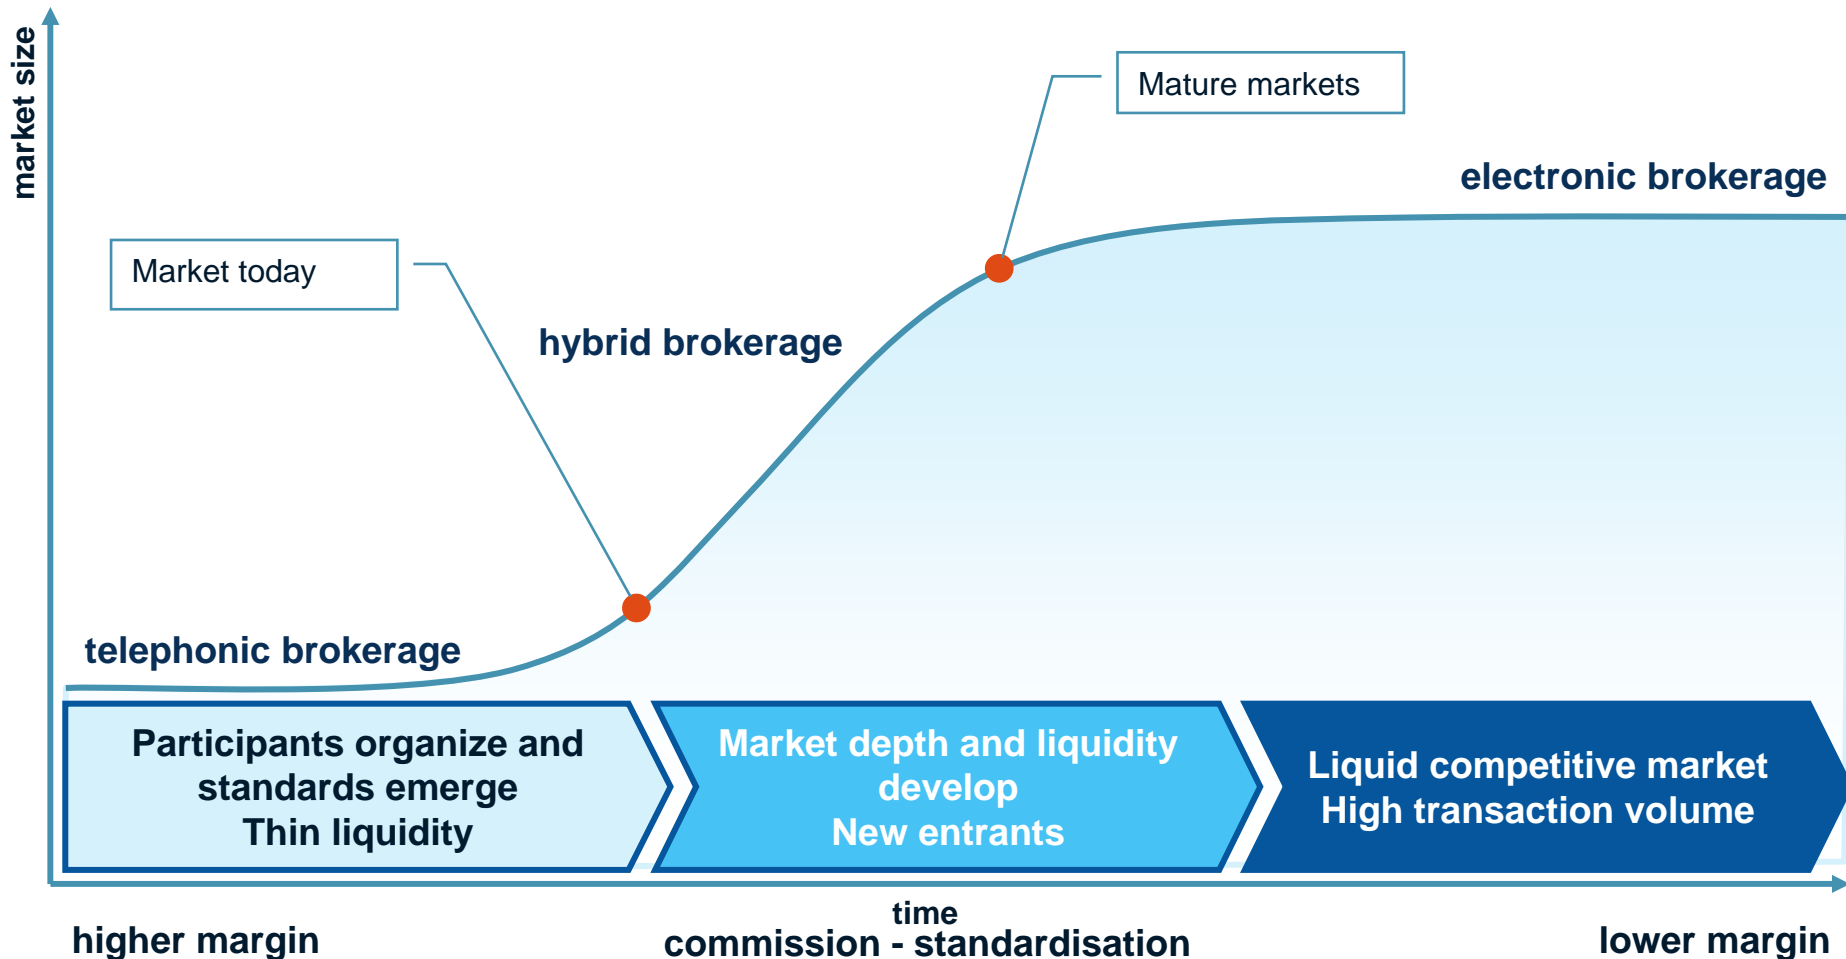 market size
Mature markets
electronic brokerage
Market today
hybrid brokerage
telephonic brokerage
Participants organize and
standards emerge
Thin liquidity
Market depth and liquidity
develop
New entrants
Liquid competitive market
High transaction volume
time
higher margin
commission - standardisation
lower margin